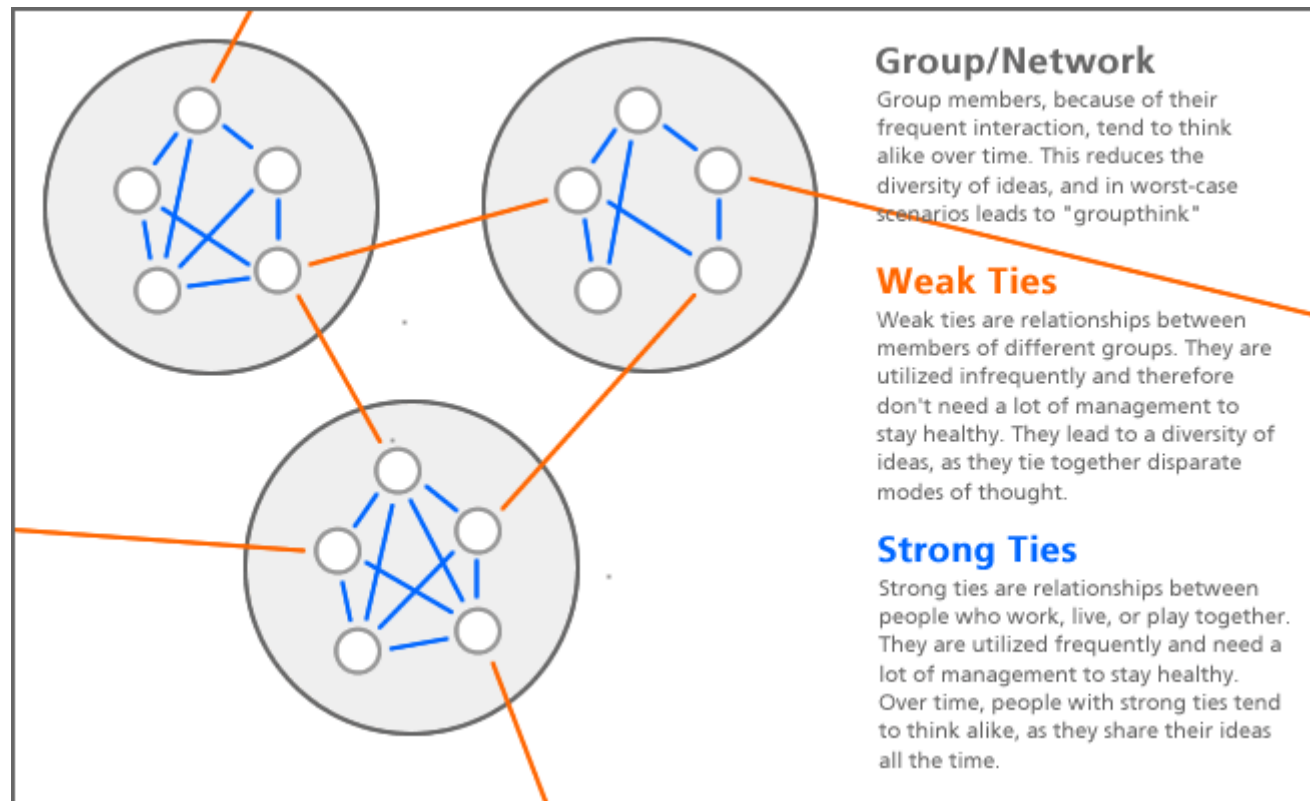 Group/Network
Group members, because of their
frequent interaction, tend to think
alike over time. This reduces the
diversity of ideas, and in worst-case
scenarios leads to "groupthink"
Weak Ties
Weak ties are relationships between
members of different groups. They are
utilized infrequently and therefore
don't need a lot of management to
stay healthy. They lead to a diversity of
ideas, as they tie together disparate
modes of thought.
Strong Ties
Strong ties are relationships between
people who work, live, or play together.
They are utilized frequently and need a
lot of management to stay healthy.
Over time, people with strong ties tend
to think alike, as they share their ideas
all the time.